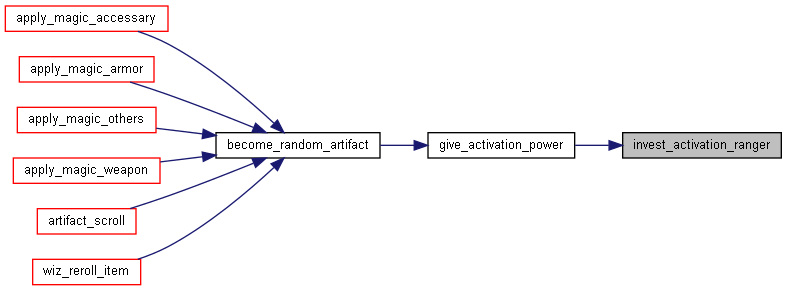 apply_magic_accessary
apply_magic_armor
apply_magic_others
become_random_artifact
give_activation_power
invest_activation_ranger
apply_magic_weapon
artifact_scroll
wiz_reroll_item